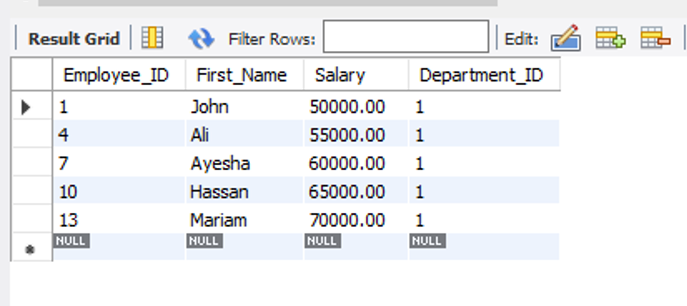 Result Grid Filter Rows: Edit:
Employee_ID First_Name Salary Department_ID
1 John 50000.00 1
4 Ali 55000.00 1
7 Ayesha 60000.00 1
10 Hassan 65000.00 1
13 Mariam 70000.00 1
NULL NULL NULL NULL